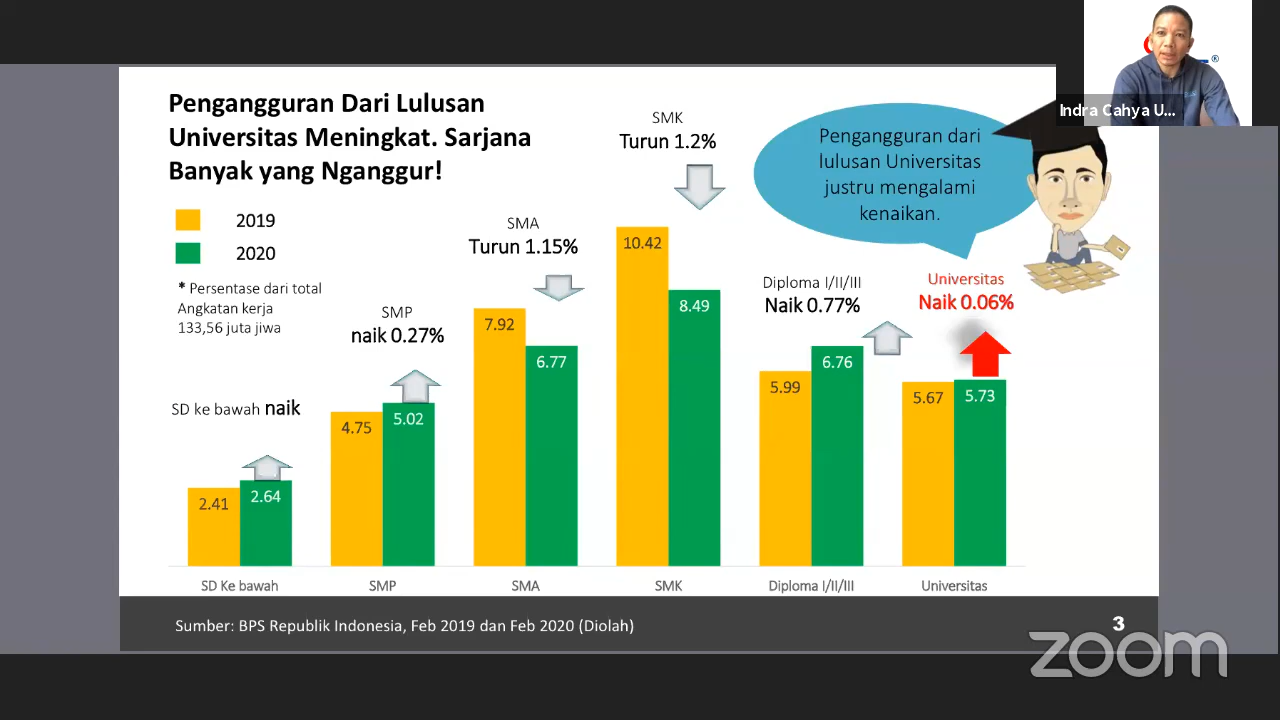 Pengangguran Dari Lulusan
Universitas Meningkat. Sarjana
Banyak yang Nganggur!
2019
2020
* Persentase dari total
Angkatan kerja
133,56 juta jiwa
SD ke bawah naik
SMP
naik 0.27%
SMA
Turun 1.15%
SMK
Turun 1.2%
Diploma I/II/III
Naik 0.77%
Universitas
Naik 0.06%
Pengangguran dari
lulusan Universitas
justru mengalami
kenaikan.
Indra Cahya U...
®
2.41
2.64
4.75
5.02
7.92
6.77
10.42
8.49
5.99
6.76
5.67
5.73
SD Ke bawah
SMP
SMA
SMK
Diploma I/II/III
Universitas
Sumber: BPS Republik Indonesia, Feb 2019 dan Feb 2020 (Diolah)
3
zoom